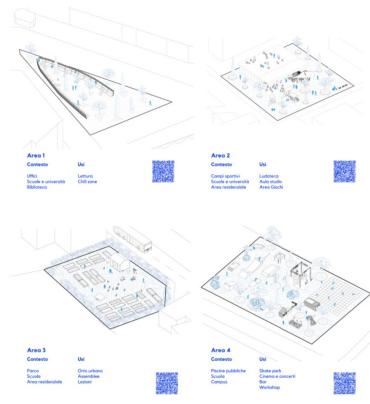 Area 1
Contesto Usi
Uffici Lettura
Scuole e università Chill zone
Biblioteca
Area 2
Contesto Usi
Campi sportivi Ludoteca
Scuole e università Aula studio
Area residenziale Area Giochi
Area 3
Contesto Usi
Parco Orto urbano
Scuola Assemblee
Area residenziale Lezioni
Area 4
Contesto Usi
Piscine pubbliche Skate park
Scuola Cinema e concerti
Campus Bar
Workshop